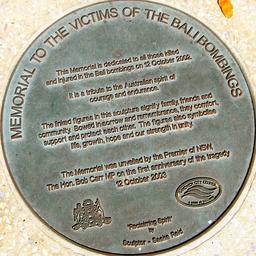 MEMORIAL TO THE VICTIMS OF THE BALI BOMBINGS
This Memorial is dedicated to all those killed
and injured in the Bali bombings on 12 October 2002.
It is a tribute to the Australian spirit of
courage and endurance.
The linked figures in this sculpture signify family, friends and
community. Bowed in sorrow and remembrance, they comfort,
support and protect each other. The figures also symbolise
life, growth, hope and our strength in unity.
The Memorial was unveiled by the Premier of NSW,
The Hon. Bob Carr MP on the first anniversary of the tragedy
12 October 2003
'Reclaiming Spirit'
by
Sculptor - Sasha Reid